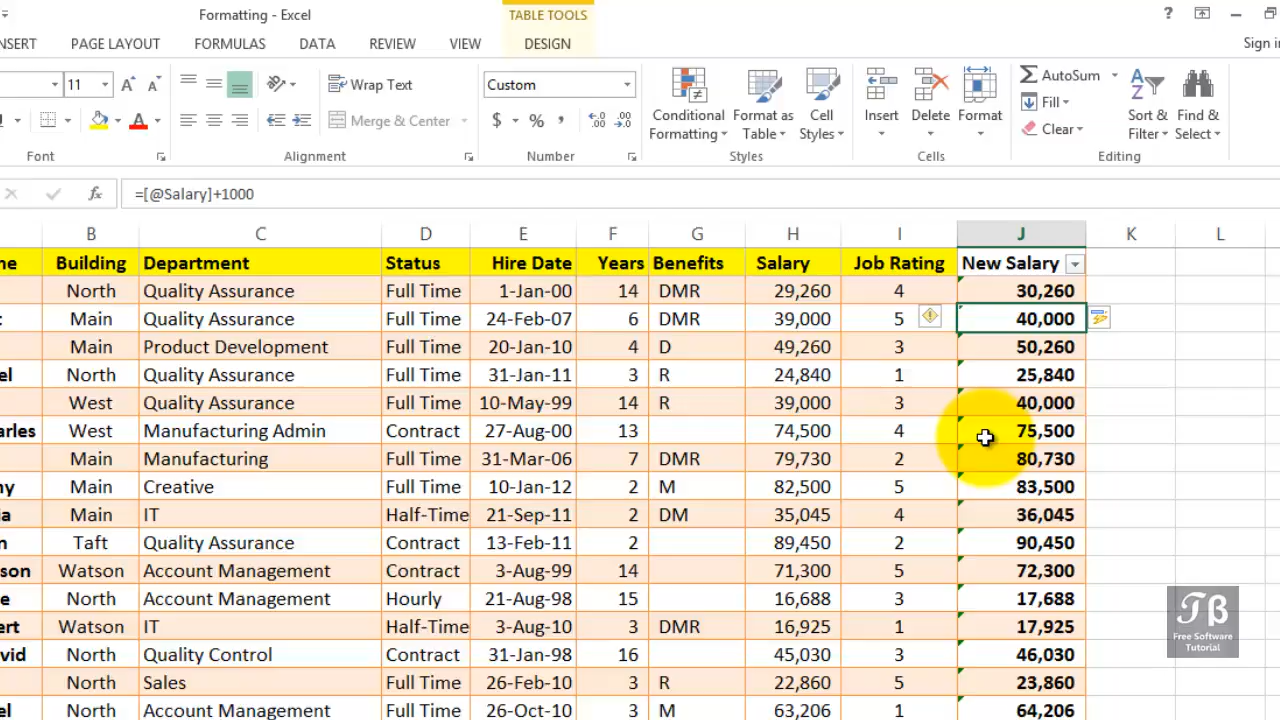 Formatting - Excel
TABLE TOOLS
?
NSERT PAGE LAYOUT FORMULAS DATA REVIEW VIEW DESIGN Sign i
11 A A Wrap Text Custom AutoSum
A Merge & Center $ % , Conditional Formatting Format as Table Cell Styles Insert Delete Format Fill Clear Sort & Filter Find & Select
Font Alignment Number Styles Cells Editing
fx =[@Salary]+1000
B C D E F G H I J K L
ne Building Department Status Hire Date Years Benefits Salary Job Rating New Salary
North Quality Assurance Full Time 1-Jan-00 14 DMR 29,260 4 30,260
Main Quality Assurance Full Time 24-Feb-07 6 DMR 39,000 5 40,000
Main Product Development Full Time 20-Jan-10 4 D 49,260 3 50,260
el North Quality Assurance Full Time 31-Jan-11 3 R 24,840 1 25,840
West Quality Assurance Full Time 10-May-99 14 R 39,000 3 40,000
arles West Manufacturing Admin Contract 27-Aug-00 13 74,500 4 75,500
Main Manufacturing Full Time 31-Mar-06 7 DMR 79,730 2 80,730
ny Main Creative Full Time 10-Jan-12 2 M 82,500 5 83,500
ia Main IT Half-Time 21-Sep-11 2 DM 35,045 4 36,045
n Taft Quality Assurance Contract 13-Feb-11 2 89,450 2 90,450
son Watson Account Management Contract 3-Aug-99 14 71,300 5 72,300
e North Account Management Hourly 21-Aug-98 15 16,688 3 17,688
ert Watson IT Half-Time 3-Aug-10 3 DMR 16,925 1 17,925
vid North Quality Control Contract 31-Jan-98 16 45,030 3 46,030
North Sales Full Time 26-Feb-10 3 R 22,860 5 23,860
el North Account Management Full Time 26-Oct-10 3 M 63,206 1 64,206
Free Software
Tutorial